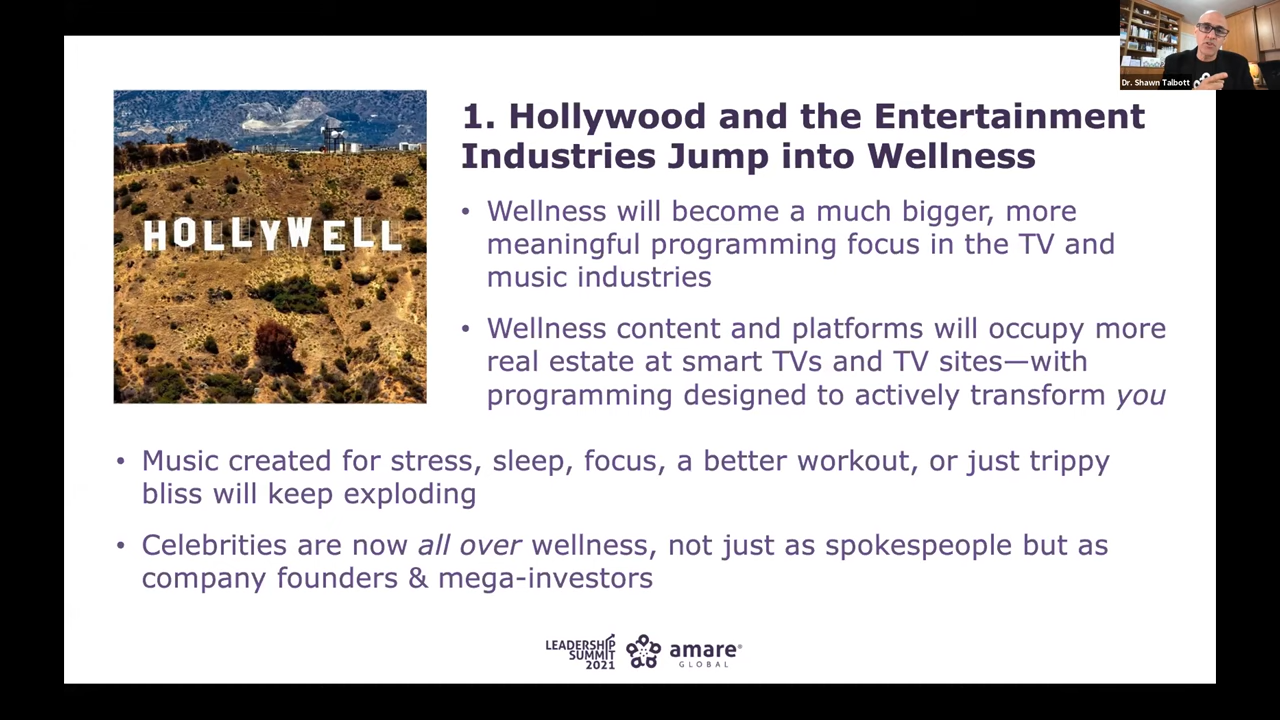 Dr. Shawn Talbott
HOLLYWELL
1. Hollywood and the Entertainment
Industries Jump into Wellness
• Wellness will become a much bigger, more
meaningful programming focus in the TV and
music industries
• Wellness content and platforms will occupy more
real estate at smart TVs and TV sites—with
programming designed to actively transform you
• Music created for stress, sleep, focus, a better workout, or just trippy
bliss will keep exploding
• Celebrities are now all over wellness, not just as spokespeople but as
company founders & mega-investors
LEADERSHIP
SUMMIT
2021
amare®
GLOBAL